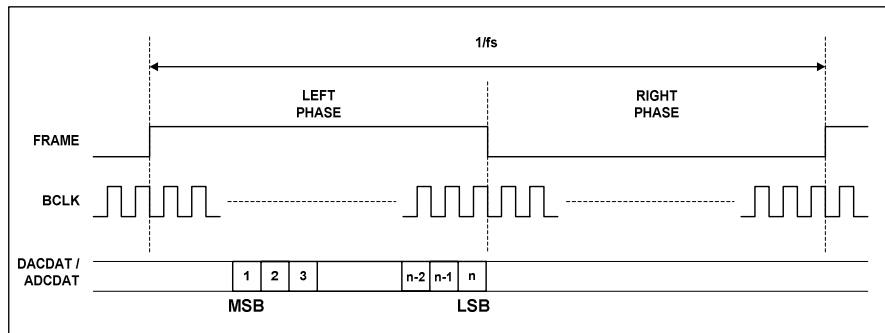 1/fs
LEFT
PHASE
RIGHT
PHASE
FRAME
BCLK
DACDAT /
ADCDAT
1 2 3 n-2 n-1 n
MSB LSB